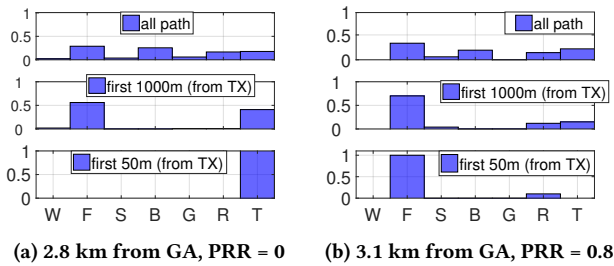 1
0.5
0
all path
1
0.5
0
first 1000m (from TX)
1
0.5
0
first 50m (from TX)
W F S B G R T
(a) 2.8 km from GA, PRR = 0
1
0.5
0
all path
1
0.5
0
first 1000m (from TX)
1
0.5
0
first 50m (from TX)
W F S B G R T
(b) 3.1 km from GA, PRR = 0.8